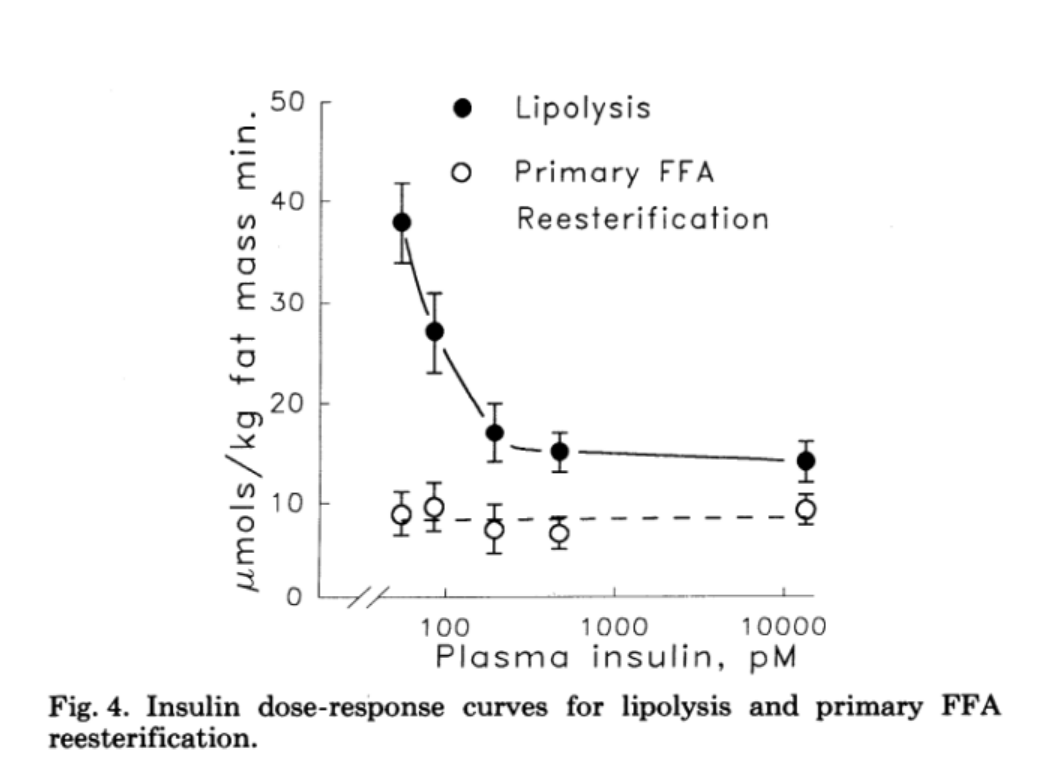 50
40
30
20
10
0
μmols/kg fat mass min.
Lipolysis
Primary FFA
Reesterification
100 1000 10000
Plasma insulin, pM
Fig. 4. Insulin dose-response curves for lipolysis and primary FFA
reesterification.